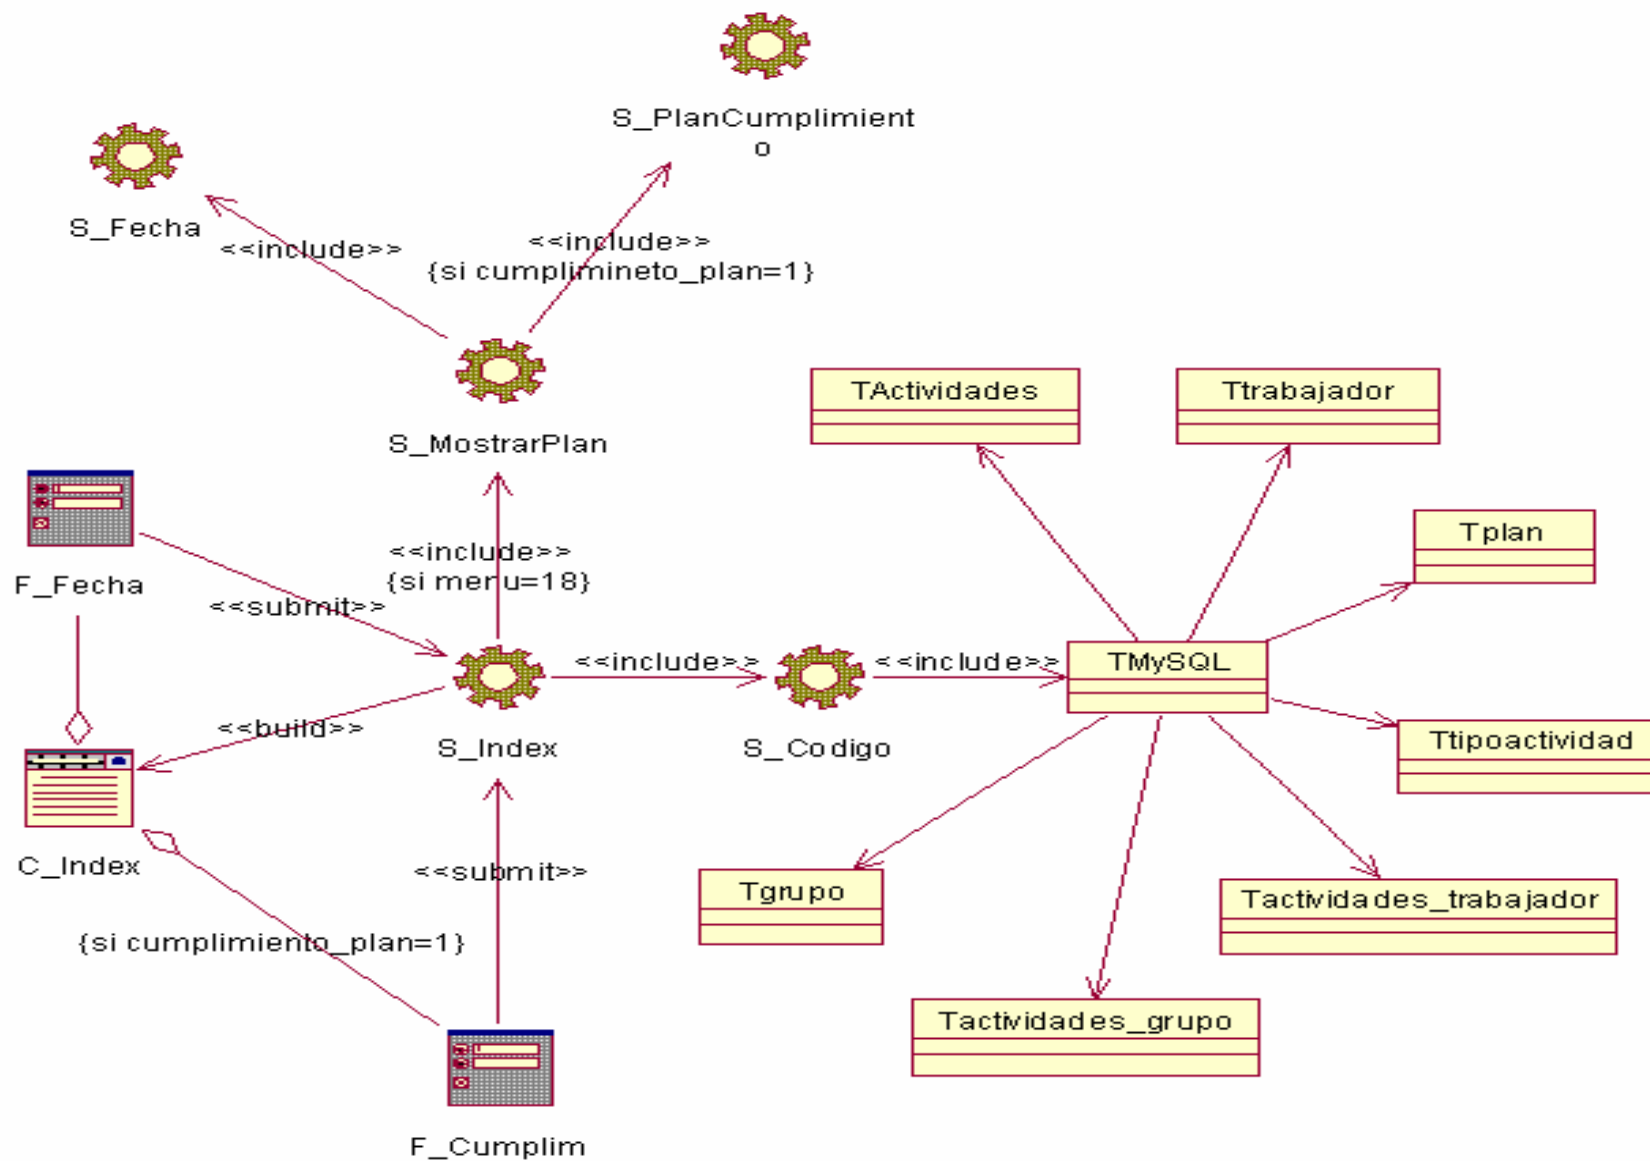 S_PlanCumplimient
o
S_Fecha
<<include>>
<<include>>
{si cumplimineto_plan=1}
S_MostrarPlan
TActividades
Ttrabajador
Tplan
<<include>>
{si menu=18}
F_Fecha
<<submit>>
<<include>>
<<include>>
TMySQL
<<build>>
S_Index
S_Codigo
Ttipoactividad
C_Index
<<submit>>
Tgrupo
Tactividades_trabajador
{si cumplimiento_plan=1}
Tactividades_grupo
F_Cumplim